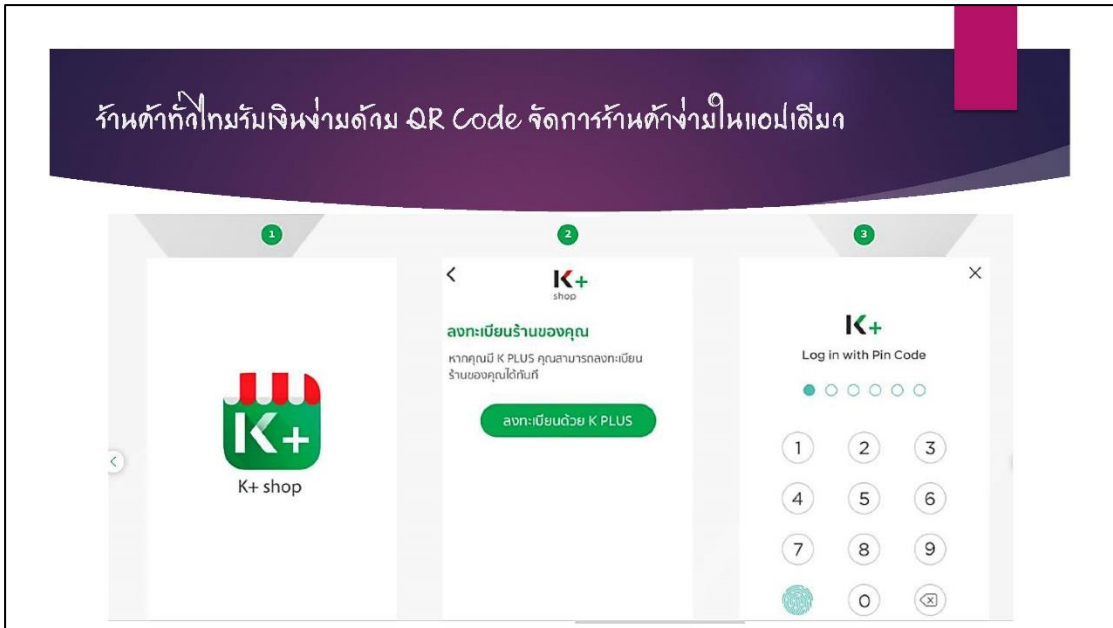 ร้านค้าทั่วไทยรับเงินง่ายด้วย QR Code จัดการร้านค้าง่ายในแอปเดียว
1
2
3
K+
K+ shop
K+
shop
ลงทะเบียนร้านของคุณ
หากคุณมี K PLUS คุณสามารถลงทะเบียน
ร้านของคุณได้ทันที
ลงทะเบียนด้วย K PLUS
K+
Log in with Pin Code
1 2 3
4 5 6
7 8 9
0